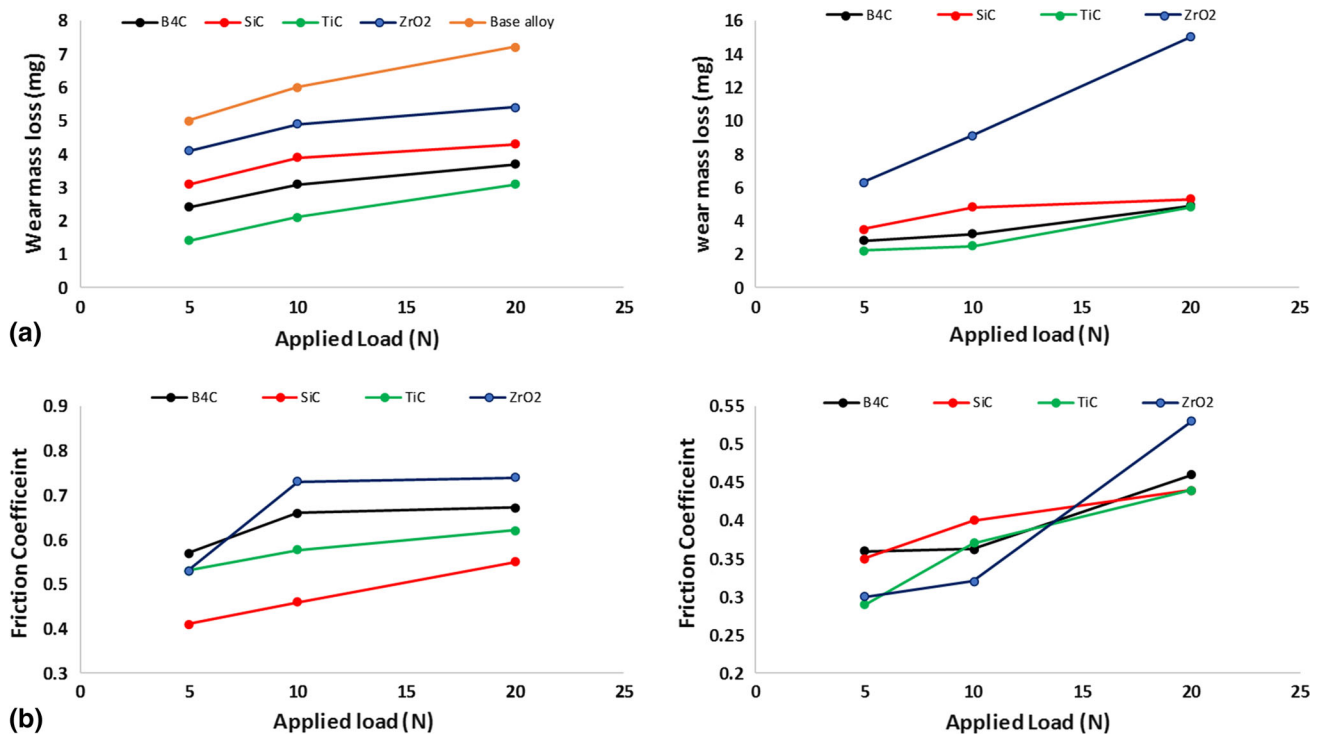 B4C SiC TiC ZrO2 Base alloy
8
7
6
5
4
3
2
1
0
Wear mass loss (mg)
0 5 10 15 20 25
Applied Load (N)
(a)
B4C SiC TiC ZrO2
16
14
12
10
8
6
4
2
0
wear mass loss (mg)
0 5 10 15 20 25
Applied load (N)
B4C SiC TiC ZrO2
0.9
0.8
0.7
0.6
0.5
0.4
0.3
Friction Coefficeint
0 5 10 15 20 25
Applied load (N)
(b)
B4C SiC TiC ZrO2
0.55
0.5
0.45
0.4
0.35
0.3
0.25
0.2
Friction Coefficeint
0 5 10 15 20 25
Applied Load (N)